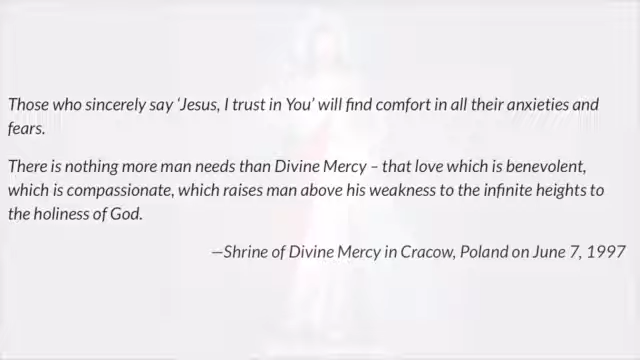 Those who sincerely say ‘Jesus, I trust in You’ will find comfort in all their anxieties and
fears.
There is nothing more man needs than Divine Mercy – that love which is benevolent,
which is compassionate, which raises man above his weakness to the infinite heights to
the holiness of God.
—Shrine of Divine Mercy in Cracow, Poland on June 7, 1997